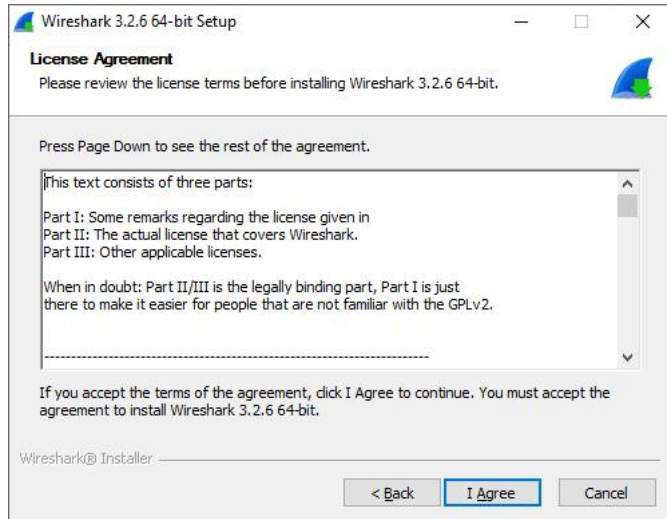 Wireshark 3.2.6 64-bit Setup
License Agreement
Please review the license terms before installing Wireshark 3.2.6 64-bit.
Press Page Down to see the rest of the agreement.
This text consists of three parts:
Part I: Some remarks regarding the license given in
Part II: The actual license that covers Wireshark.
Part III: Other applicable licenses.
When in doubt: Part II/III is the legally binding part, Part I is just
there to make it easier for people that are not familiar with the GPLv2.
-----------------------------------------------------------------------
If you accept the terms of the agreement, click I Agree to continue. You must accept the
agreement to install Wireshark 3.2.6 64-bit.
Wireshark® Installer
< Back I Agree Cancel